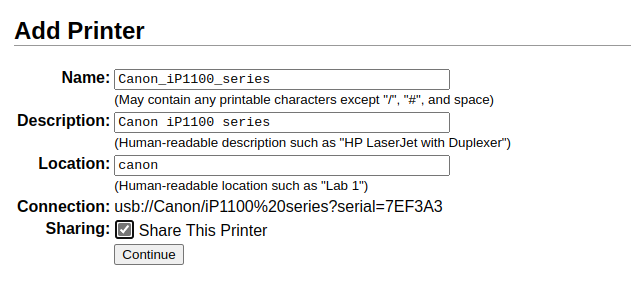 Add Printer
Name: Canon_iP1100_series
(May contain any printable characters except "/", "#", and space)
Description: Canon iP1100 series
(Human-readable description such as "HP LaserJet with Duplexer")
Location: canon
(Human-readable location such as "Lab 1")
Connection: usb://Canon/iP1100%20series?serial=7EF3A3
Sharing: Share This Printer
Continue